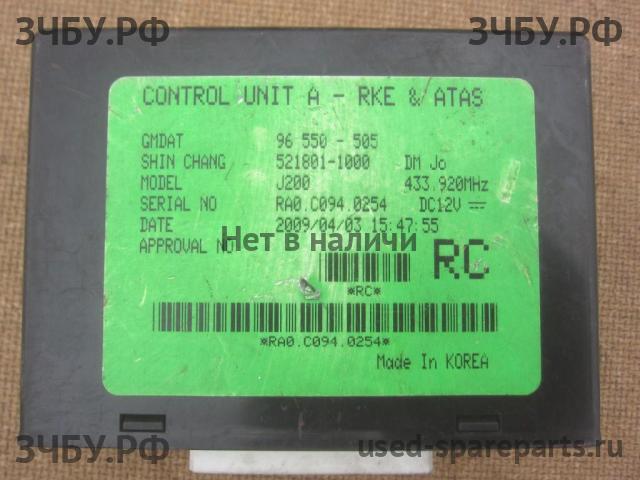 ЗЧБУ.РФ ЗЧБУ.РФ
CONTROL UNIT A - RKE & ATAS
GMDAT 96 550 - 505
SHIN CHANG 521801-1000 DM Jo
MODEL J200 433.920MHz
SERIAL NO RA0.C094.0254 DC12V
DATE 2009/04/03 15:47:55
APPROVAL NO
Нет в наличи
RC
*RC*
*RA0.C094.0254*
Made In KOREA
ЗЧБУ.РФ used-spareparts.ru